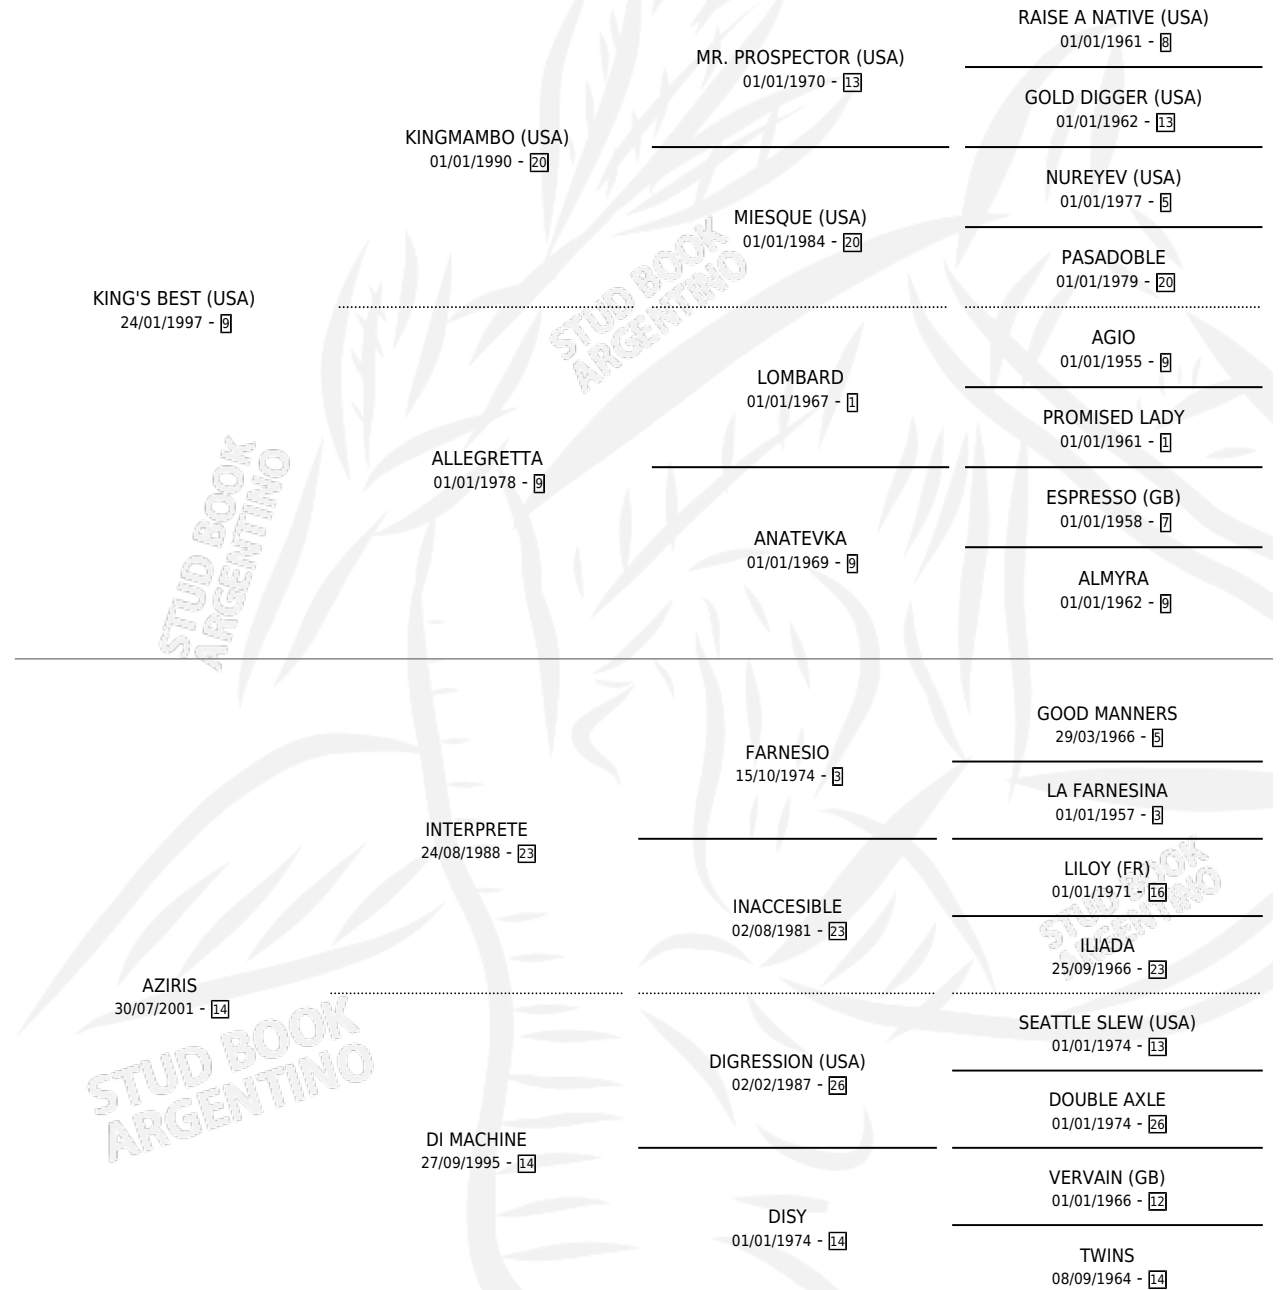 RAISE A NATIVE (USA)
01/01/1961 - 8
MR. PROSPECTOR (USA)
01/01/1970 - 13
GOLD DIGGER (USA)
01/01/1962 - 13
KINGMAMBO (USA)
01/01/1990 - 20
NUREYEV (USA)
01/01/1977 - 5
MIESQUE (USA)
01/01/1984 - 20
PASADOBLE
01/01/1979 - 20
KING'S BEST (USA)
24/01/1997 - 9
STUD BOOK
ARGENTINO
AGIO
01/01/1955 - 9
LOMBARD
01/01/1967 - 1
PROMISED LADY
01/01/1961 - 1
ALLEGRETTA
01/01/1978 - 9
ESPRESSO (GB)
01/01/1958 - 7
ANATEVKA
01/01/1969 - 9
ALMYRA
01/01/1962 - 9
STUD BOOK
ARGENTINO
GOOD MANNERS
29/03/1966 - 5
FARNESIO
15/10/1974 - 3
LA FARNESINA
01/01/1957 - 3
INTERPRETE
24/08/1988 - 23
LILOY (FR)
01/01/1971 - 16
INACCESIBLE
02/08/1981 - 23
STUD BOOK
ARGENTINO
ILIADA
25/09/1966 - 23
AZIRIS
30/07/2001 - 14
STUD BOOK
ARGENTINO
SEATTLE SLEW (USA)
01/01/1974 - 13
DIGRESSION (USA)
02/02/1987 - 26
DOUBLE AXLE
01/01/1974 - 26
DI MACHINE
27/09/1995 - 14
VERVAIN (GB)
01/01/1966 - 12
DISY
01/01/1974 - 14
TWINS
08/09/1964 - 14